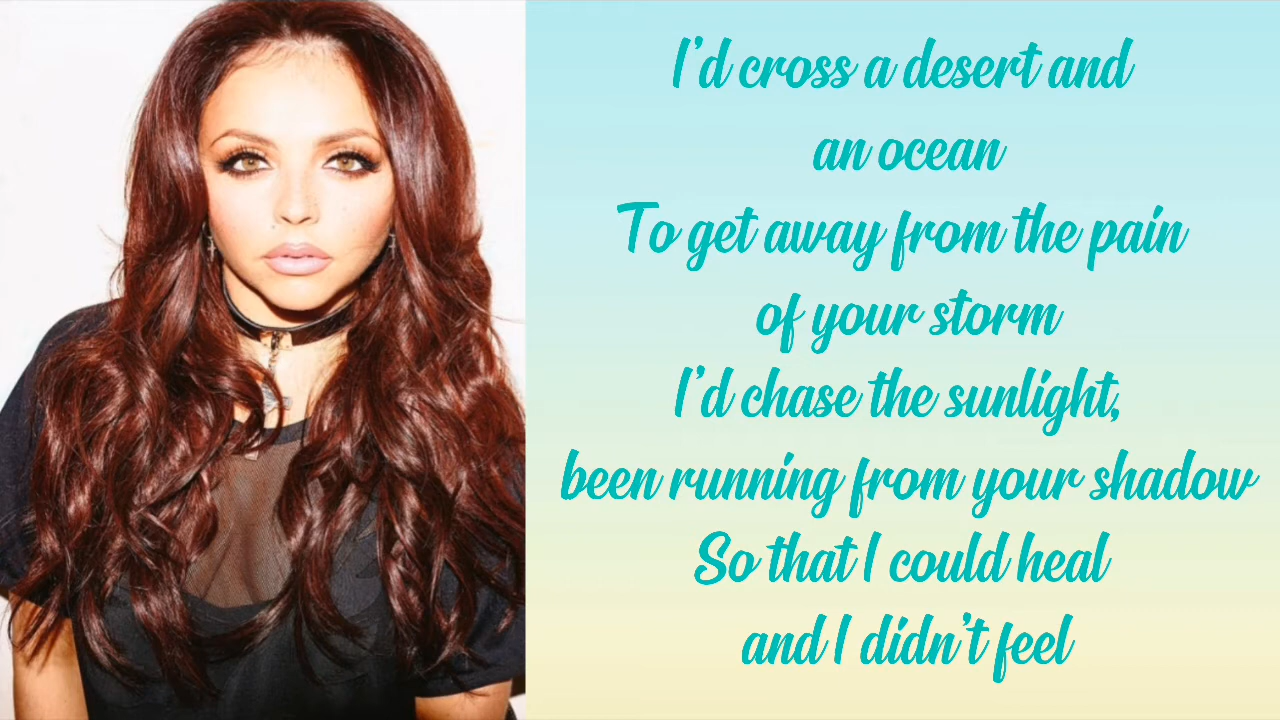 I'd cross a desert and
an ocean
To get away from the pain
of your storm
I'd chase the sunlight,
been running from your shadow
So that I could heal
and I didn't feel